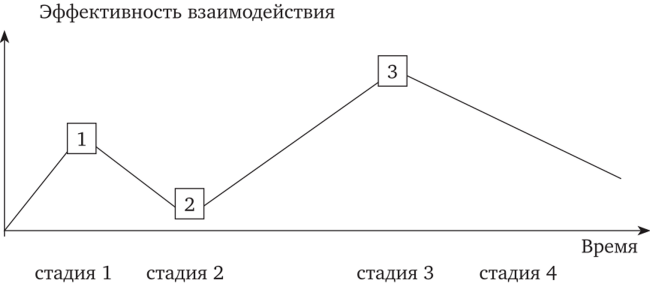 Эффективность взаимодействия
1
2
3
Время
стадия 1 стадия 2 стадия 3 стадия 4